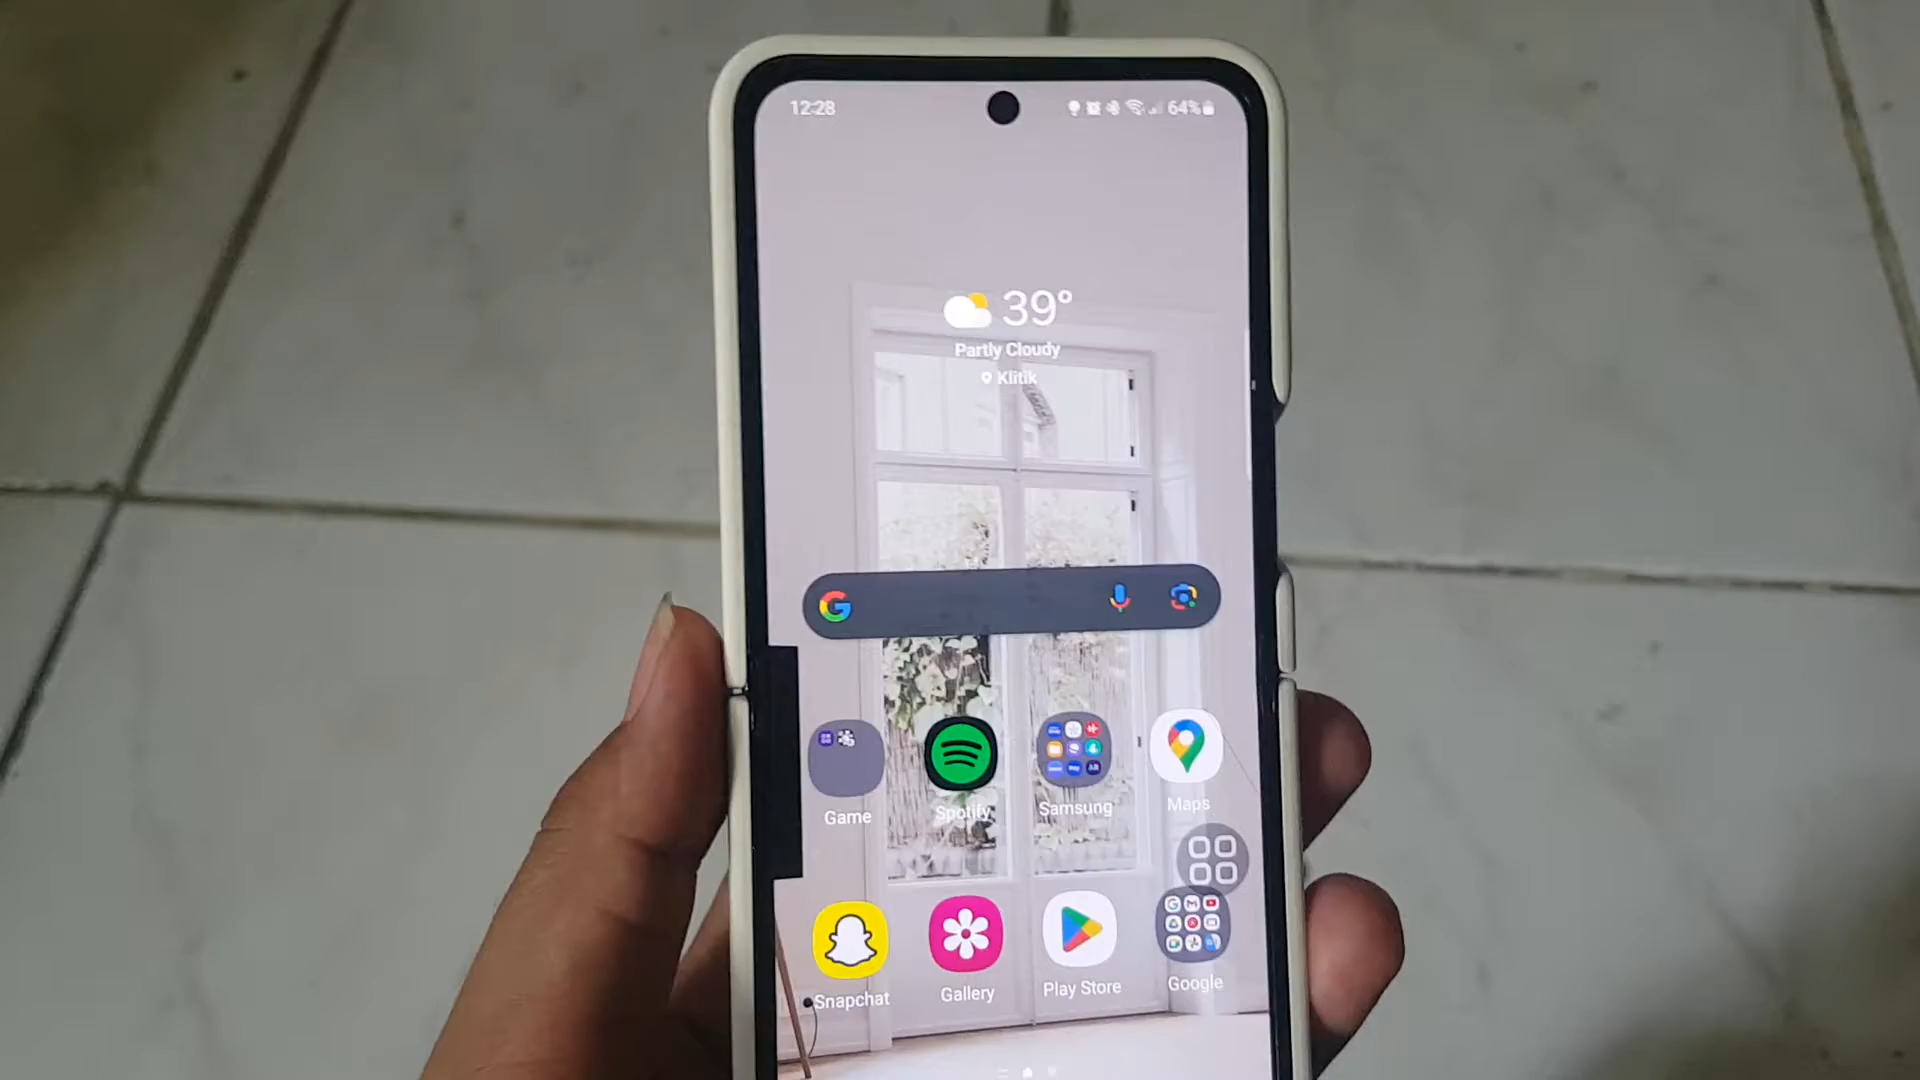 12:28
64%
39°
Partly Cloudy
Klitik
Game
Spotify
Samsung
Maps
Snapchat
Gallery
Play Store
Google